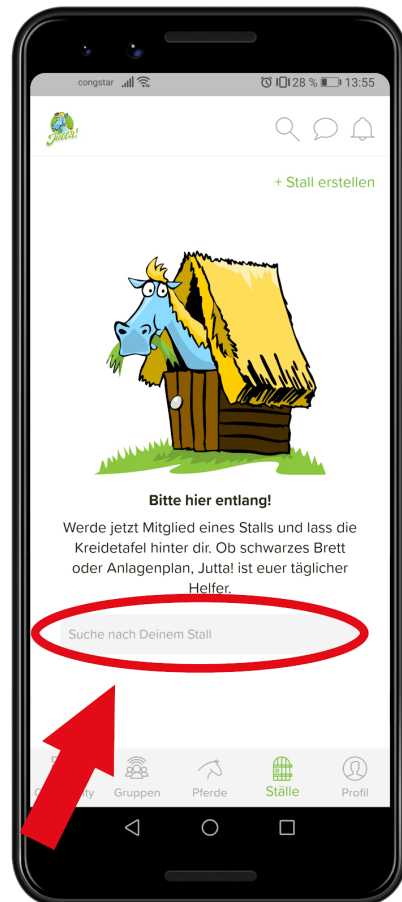 congstar 28 % 13:55
Jutta!
+ Stall erstellen
Bitte hier entlang!
Werde jetzt Mitglied eines Stalls und lass die
Kreidetafel hinter dir. Ob schwarzes Brett
oder Anlagenplan, Jutta! ist euer täglicher
Helfer.
Suche nach Deinem Stall
Gruppen Pferde Ställe Profil